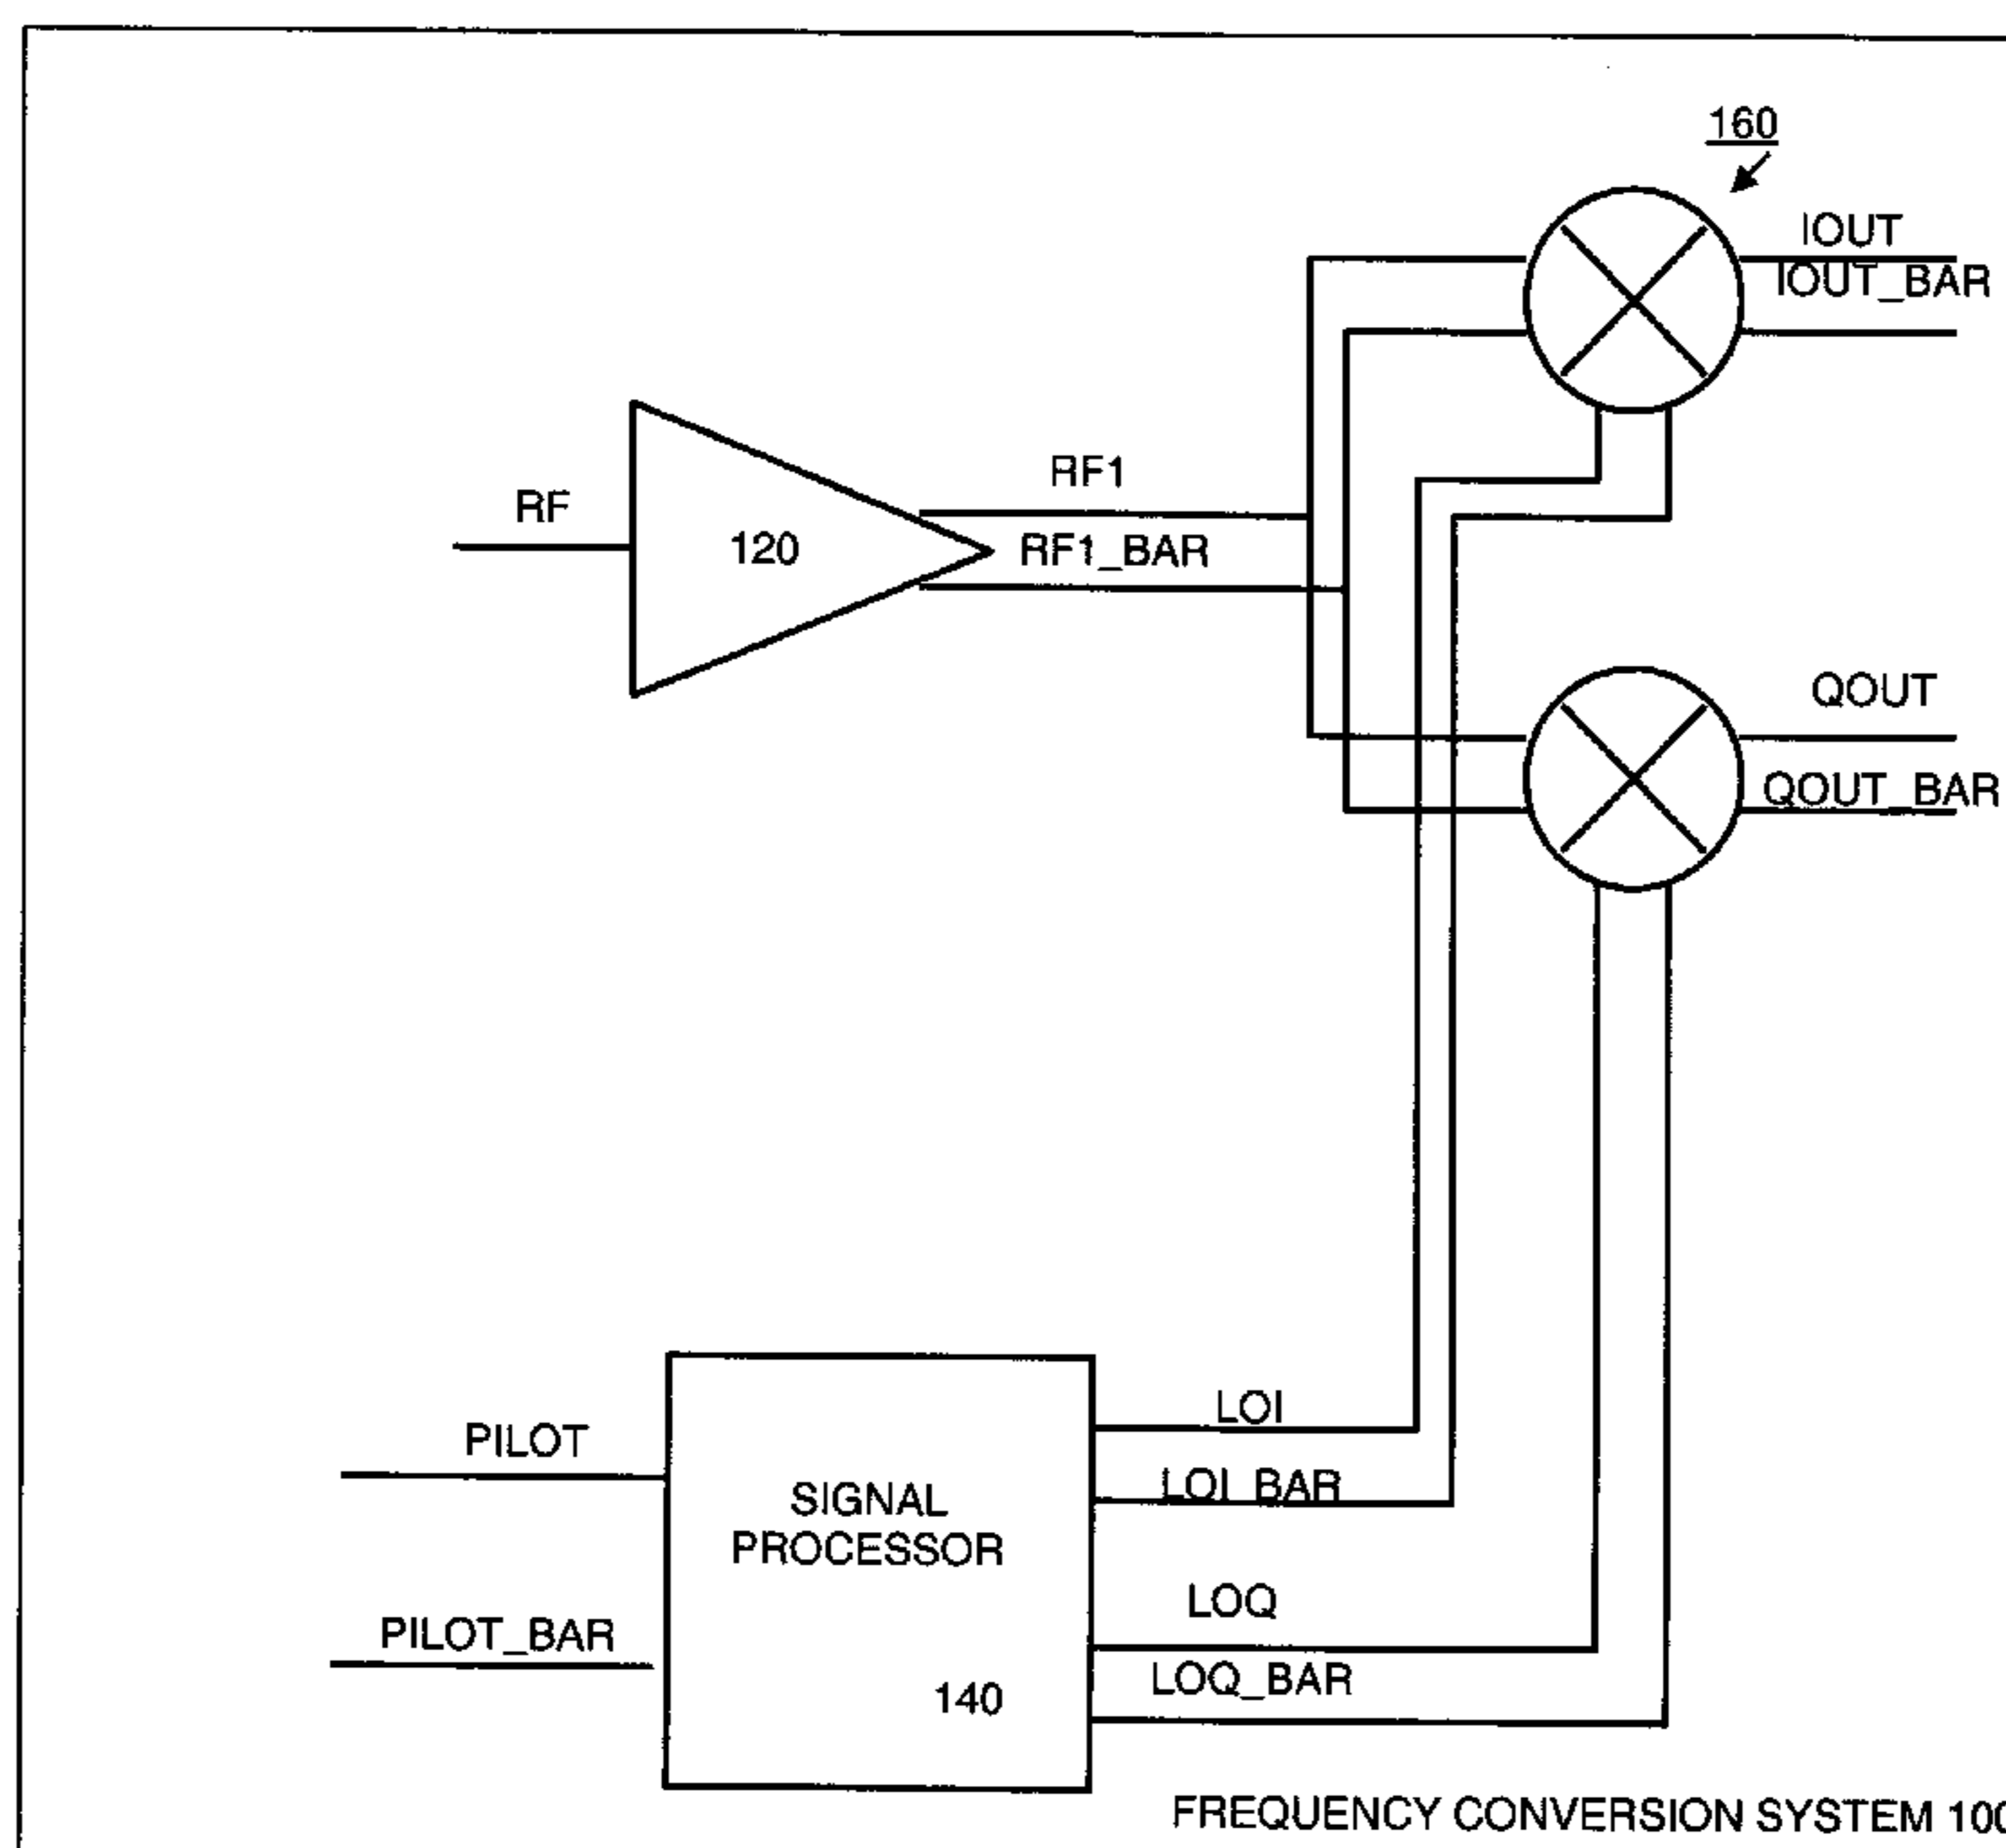 160
IOUT
IOUT_BAR
RF
120
RF1
RF1_BAR
QOUT
QOUT_BAR
PILOT
PILOT_BAR
SIGNAL
PROCESSOR
140
LOI
LOI_BAR
LOQ
LOQ_BAR
FREQUENCY CONVERSION SYSTEM 100